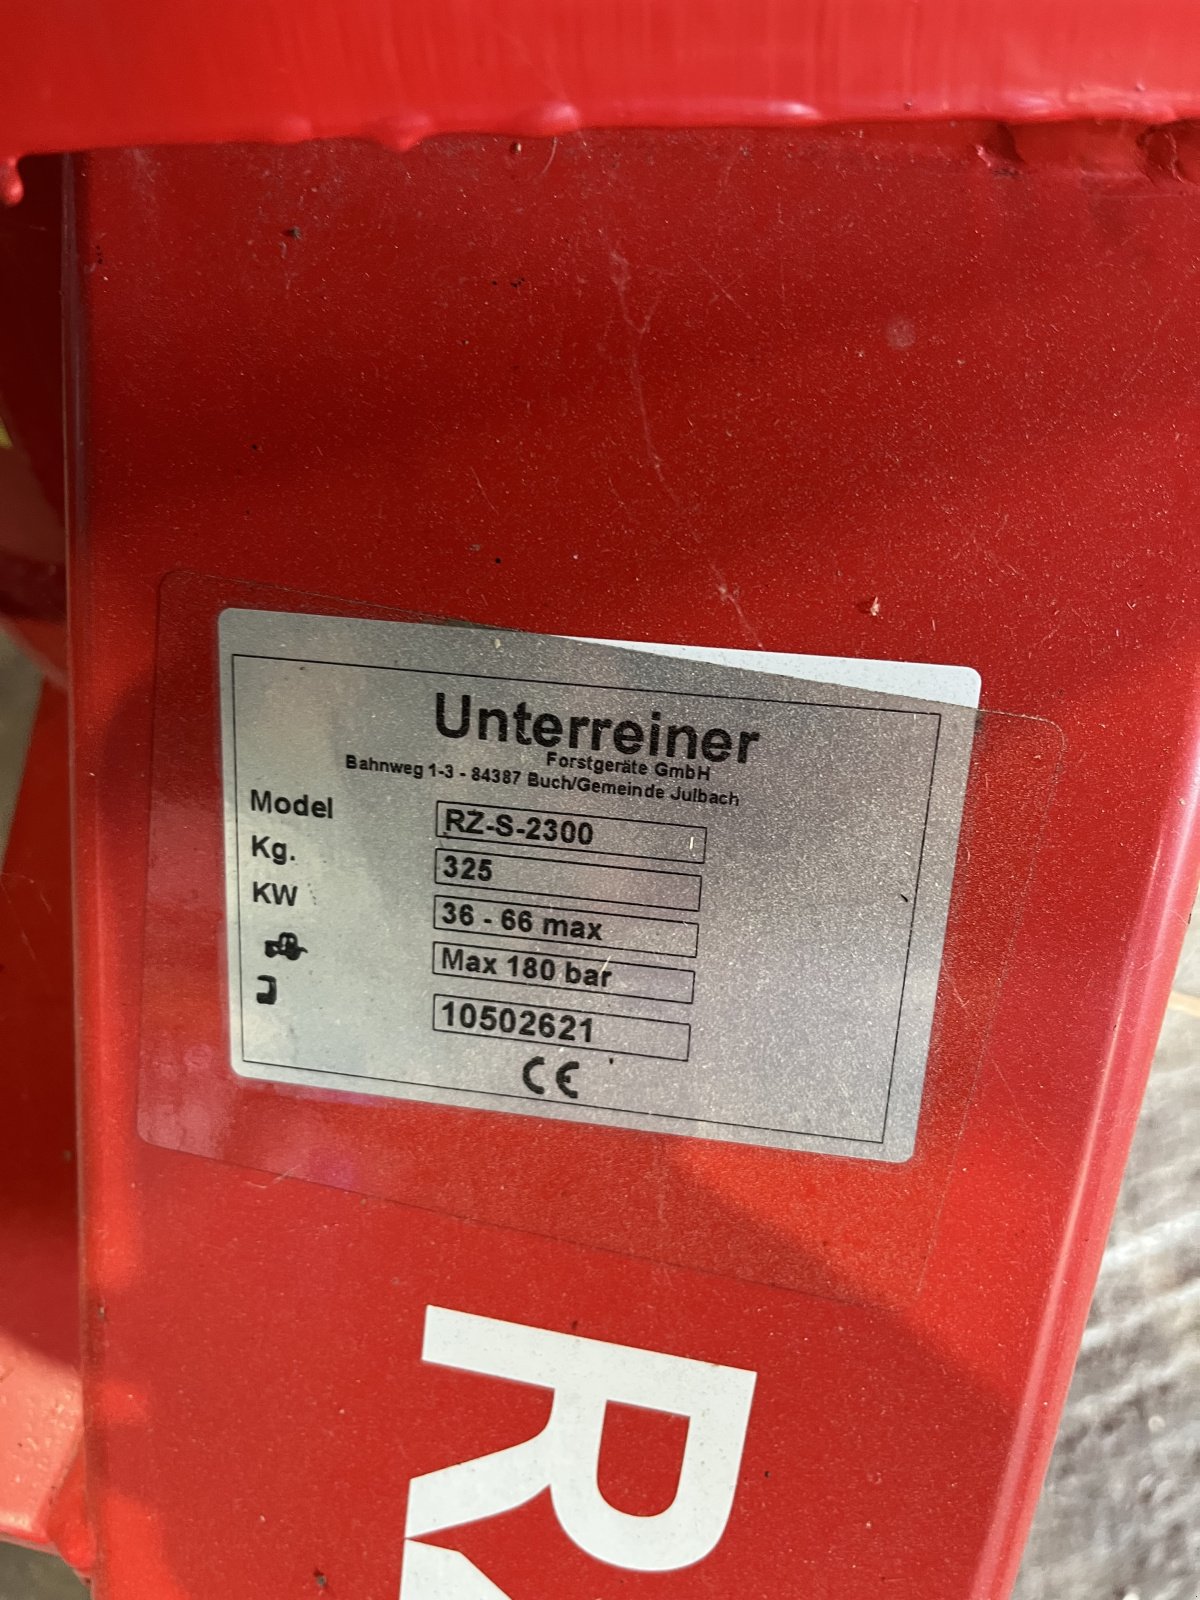 Unterreiner
Forstgeräte GmbH
Bahnweg 1-3 - 84387 Buch/Gemeinde Julbach
Model RZ-S-2300
Kg. 325
KW 36 - 66 max
Max 180 bar
10502621
CE
R